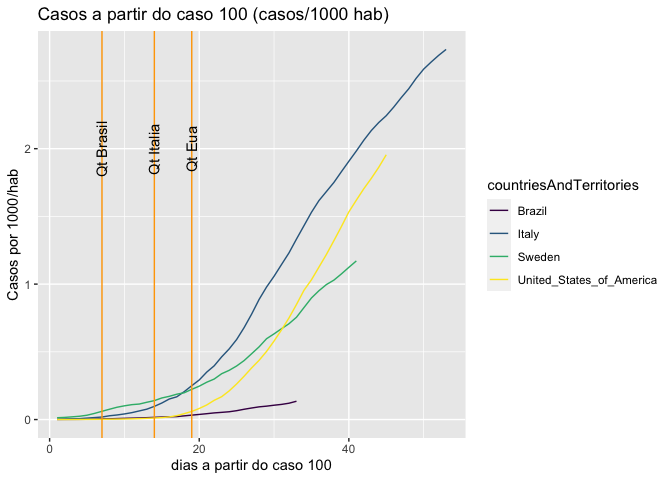 Casos a partir do caso 100 (casos/1000 hab)
Casos por 1000/hab
2
1
0
Qt Brasil
Qt Italia
Qt Eua
0
20
40
dias a partir do caso 100
countriesAndTerritories
Brazil
Italy
Sweden
United_States_of_America